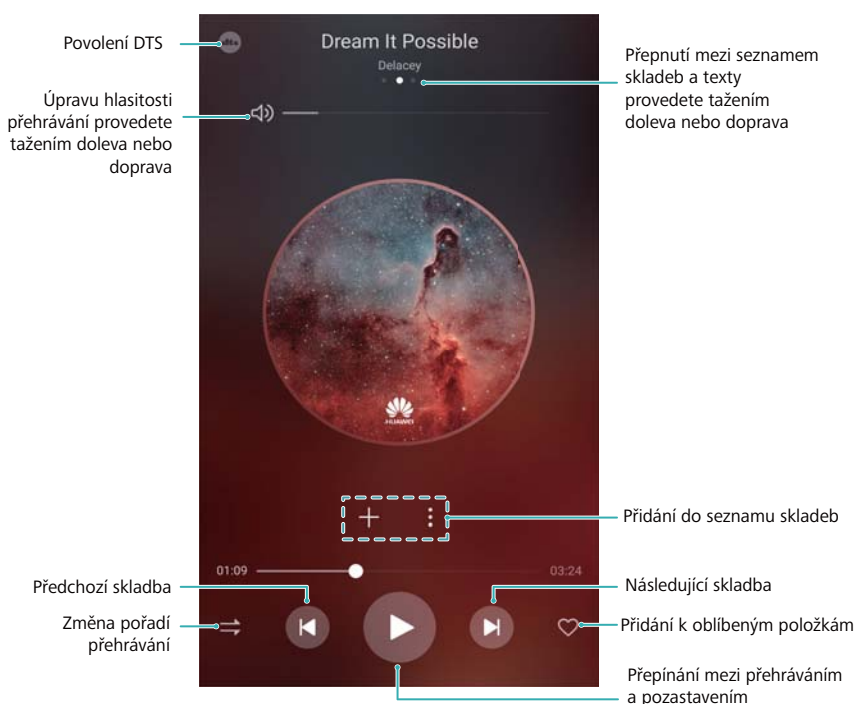 Povolení DTS
dts
Dream It Possible
Delacey
Přepnutí mezi seznamem
skladeb a texty
provedete tažením
doleva nebo doprava
Úpravu hlasitosti
přehrávání provedete
tažením doleva nebo
doprava
HUAWEI
Přidání do seznamu skladeb
01:09
03:24
Předchozí skladba
Následující skladba
Změna pořadí
přehrávání
Přidání k oblíbeným položkám
Přepínání mezi přehráváním
a pozastavením